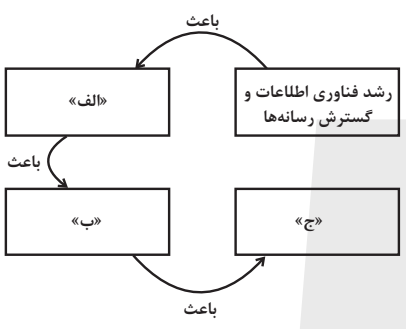 باعث
رشد فناوری اطلاعات و
گسترش رسانه‌ها
«الف»
باعث
«ب»
«ج»
باعث